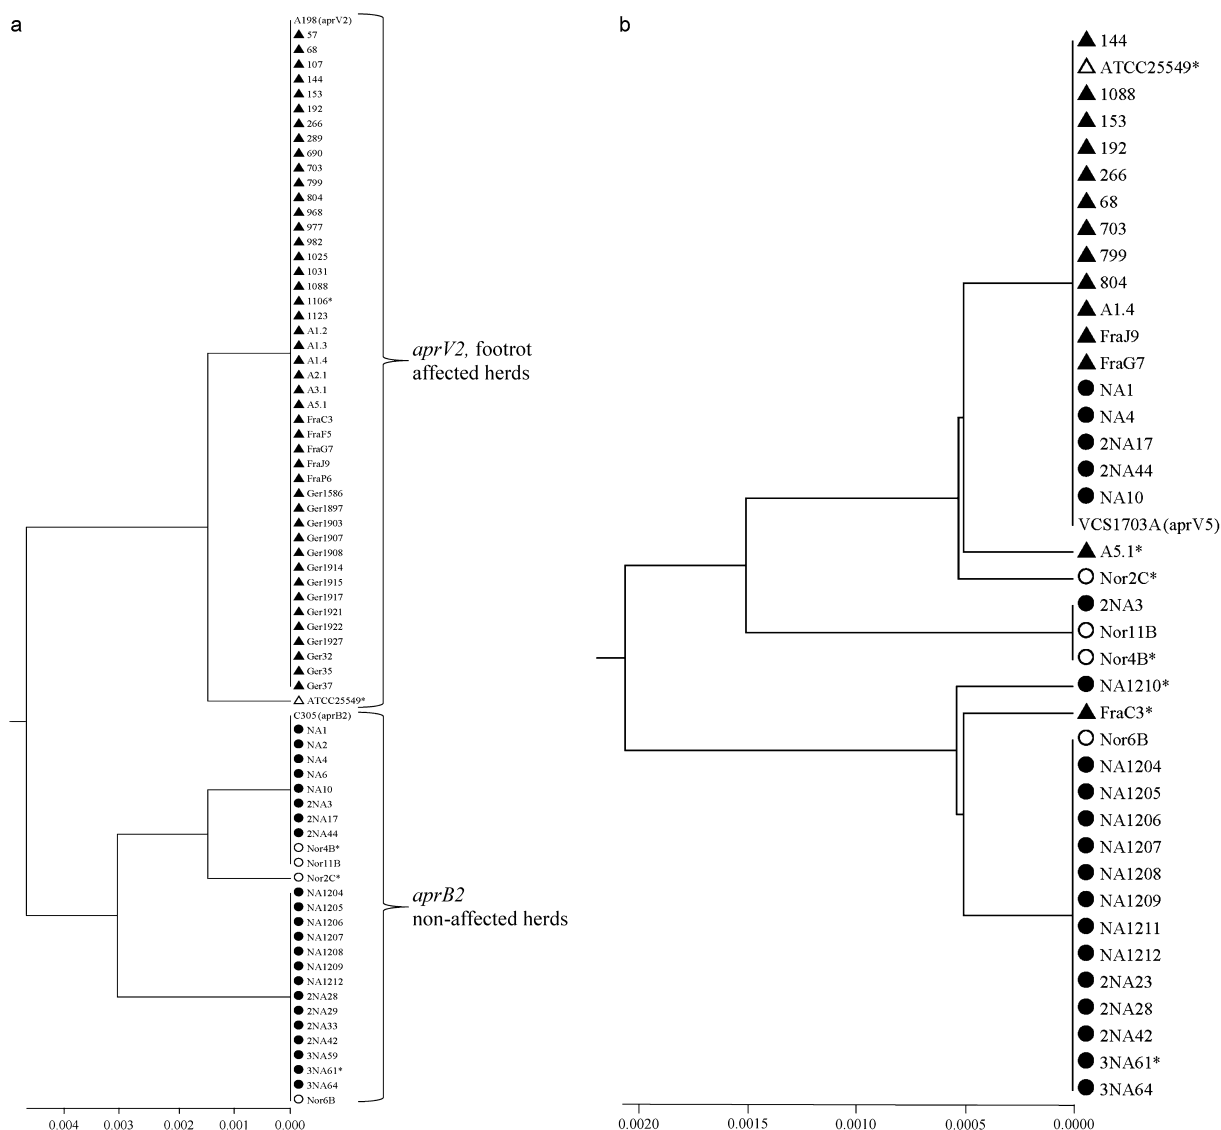 a
A198(aprV2)
57
68
107
144
153
192
266
289
690
703
799
804
968
977
982
1025
1031
1088
1106*
1123
A1.2
A1.3
A1.4
A2.1
A3.1
A5.1
FraC3
FraF5
FraG7
FraJ9
FraP6
Ger1586
Ger1897
Ger1903
Ger1907
Ger1908
Ger1914
Ger1915
Ger1917
Ger1921
Ger1922
Ger1927
Ger32
Ger35
Ger37
ATCC25549*
C305(aprB2)
NA1
NA2
NA4
NA6
NA10
2NA3
2NA17
2NA44
Nor4B*
Nor11B
Nor2C*
NA1204
NA1205
NA1206
NA1207
NA1208
NA1209
NA1212
2NA28
2NA29
2NA33
2NA42
3NA59
3NA61*
3NA64
Nor6B
aprV2, footrot
affected herds
aprB2
non-affected herds
0.004 0.003 0.002 0.001 0.000
b
144
ATCC25549*
1088
153
192
266
68
703
799
804
A1.4
FraJ9
FraG7
NA1
NA4
2NA17
2NA44
NA10
VCS1703A(aprV5)
A5.1*
Nor2C*
2NA3
Nor11B
Nor4B*
NA1210*
FraC3*
Nor6B
NA1204
NA1205
NA1206
NA1207
NA1208
NA1209
NA1211
NA1212
2NA23
2NA28
2NA42
3NA61*
3NA64
0.0020 0.0015 0.0010 0.0005 0.0000